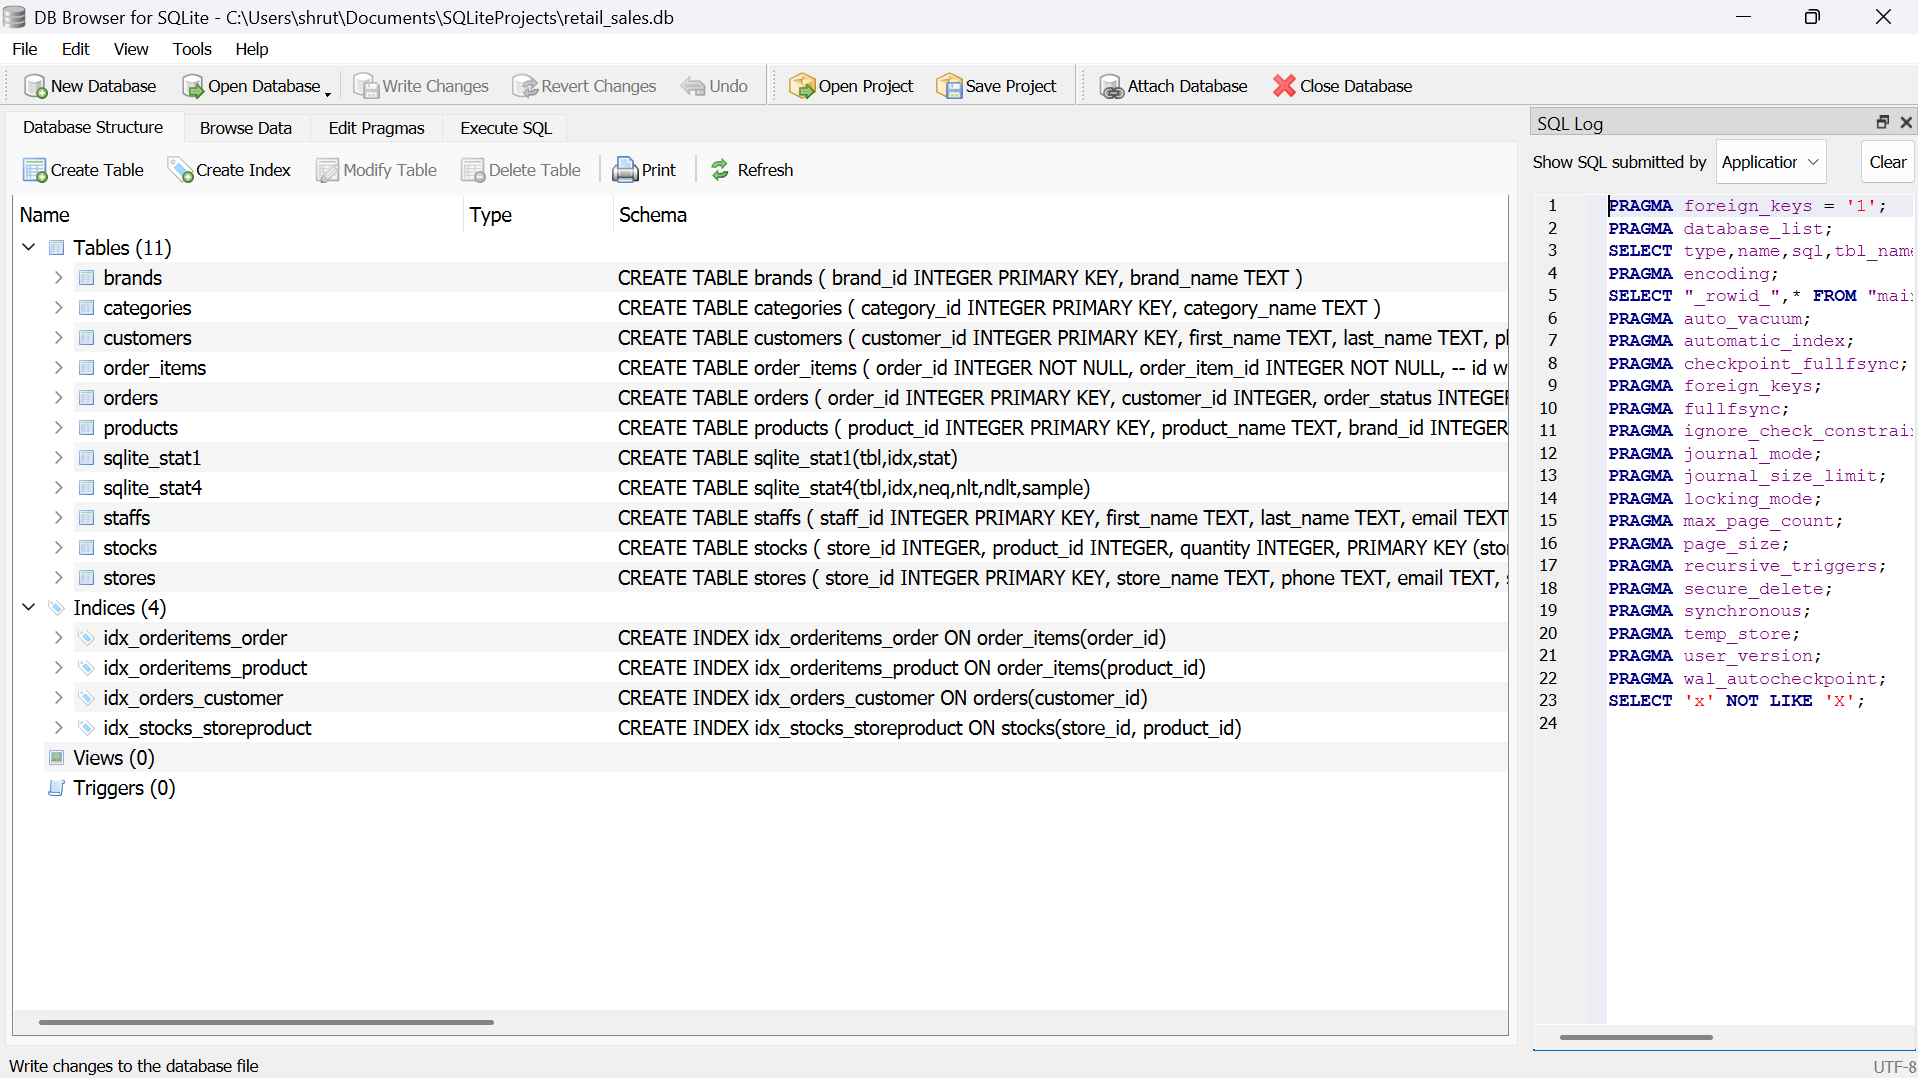 DB Browser for SQLite - C:\Users\shrut\Documents\SQLiteProjects\retail_sales.db
File Edit View Tools Help
New Database Open Database Write Changes Revert Changes Undo Open Project Save Project Attach Database Close Database
Database Structure Browse Data Edit Pragmas Execute SQL
Create Table Create Index Modify Table Delete Table Print Refresh
Name Type Schema
Tables (11)
brands CREATE TABLE brands ( brand_id INTEGER PRIMARY KEY, brand_name TEXT )
categories CREATE TABLE categories ( category_id INTEGER PRIMARY KEY, category_name TEXT )
customers CREATE TABLE customers ( customer_id INTEGER PRIMARY KEY, first_name TEXT, last_name TEXT,
order_items CREATE TABLE order_items ( order_id INTEGER NOT NULL, order_item_id INTEGER NOT NULL, -- id
orders CREATE TABLE orders ( order_id INTEGER PRIMARY KEY, customer_id INTEGER, order_status INTEGER
products CREATE TABLE products ( product_id INTEGER PRIMARY KEY, product_name TEXT, brand_id INTEGER
sqlite_stat1 CREATE TABLE sqlite_stat1(tbl,idx,stat)
sqlite_stat4 CREATE TABLE sqlite_stat4(tbl,idx,neq,nlt,ndlt,sample)
staffs CREATE TABLE staffs ( staff_id INTEGER PRIMARY KEY, first_name TEXT, last_name TEXT, email TEXT
stocks CREATE TABLE stocks ( store_id INTEGER, product_id INTEGER, quantity INTEGER, PRIMARY KEY
stores CREATE TABLE stores ( store_id INTEGER PRIMARY KEY, store_name TEXT, phone TEXT, email TEXT,
Indices (4)
idx_orderitems_order CREATE INDEX idx_orderitems_order ON order_items(order_id)
idx_orderitems_product CREATE INDEX idx_orderitems_product ON order_items(product_id)
idx_orders_customer CREATE INDEX idx_orders_customer ON orders(customer_id)
idx_stocks_storeproduct CREATE INDEX idx_stocks_storeproduct ON stocks(store_id, product_id)
Views (0)
Triggers (0)
SQL Log
Show SQL submitted by Application Clear
1 PRAGMA foreign_keys = '1';
2 PRAGMA database_list;
3 SELECT type,name,sql,tbl_name
4 PRAGMA encoding;
5 SELECT "_rowid_",* FROM "main
6 PRAGMA auto_vacuum;
7 PRAGMA automatic_index;
8 PRAGMA checkpoint_fullfsync;
9 PRAGMA foreign_keys;
10 PRAGMA fullfsync;
11 PRAGMA ignore_check_constrai
12 PRAGMA journal_mode;
13 PRAGMA journal_size_limit;
14 PRAGMA locking_mode;
15 PRAGMA max_page_count;
16 PRAGMA page_size;
17 PRAGMA recursive_triggers;
18 PRAGMA secure_delete;
19 PRAGMA synchronous;
20 PRAGMA temp_store;
21 PRAGMA user_version;
22 PRAGMA wal_autocheckpoint;
23 SELECT 'x' NOT LIKE 'X';
24
Write changes to the database file
UTF-8